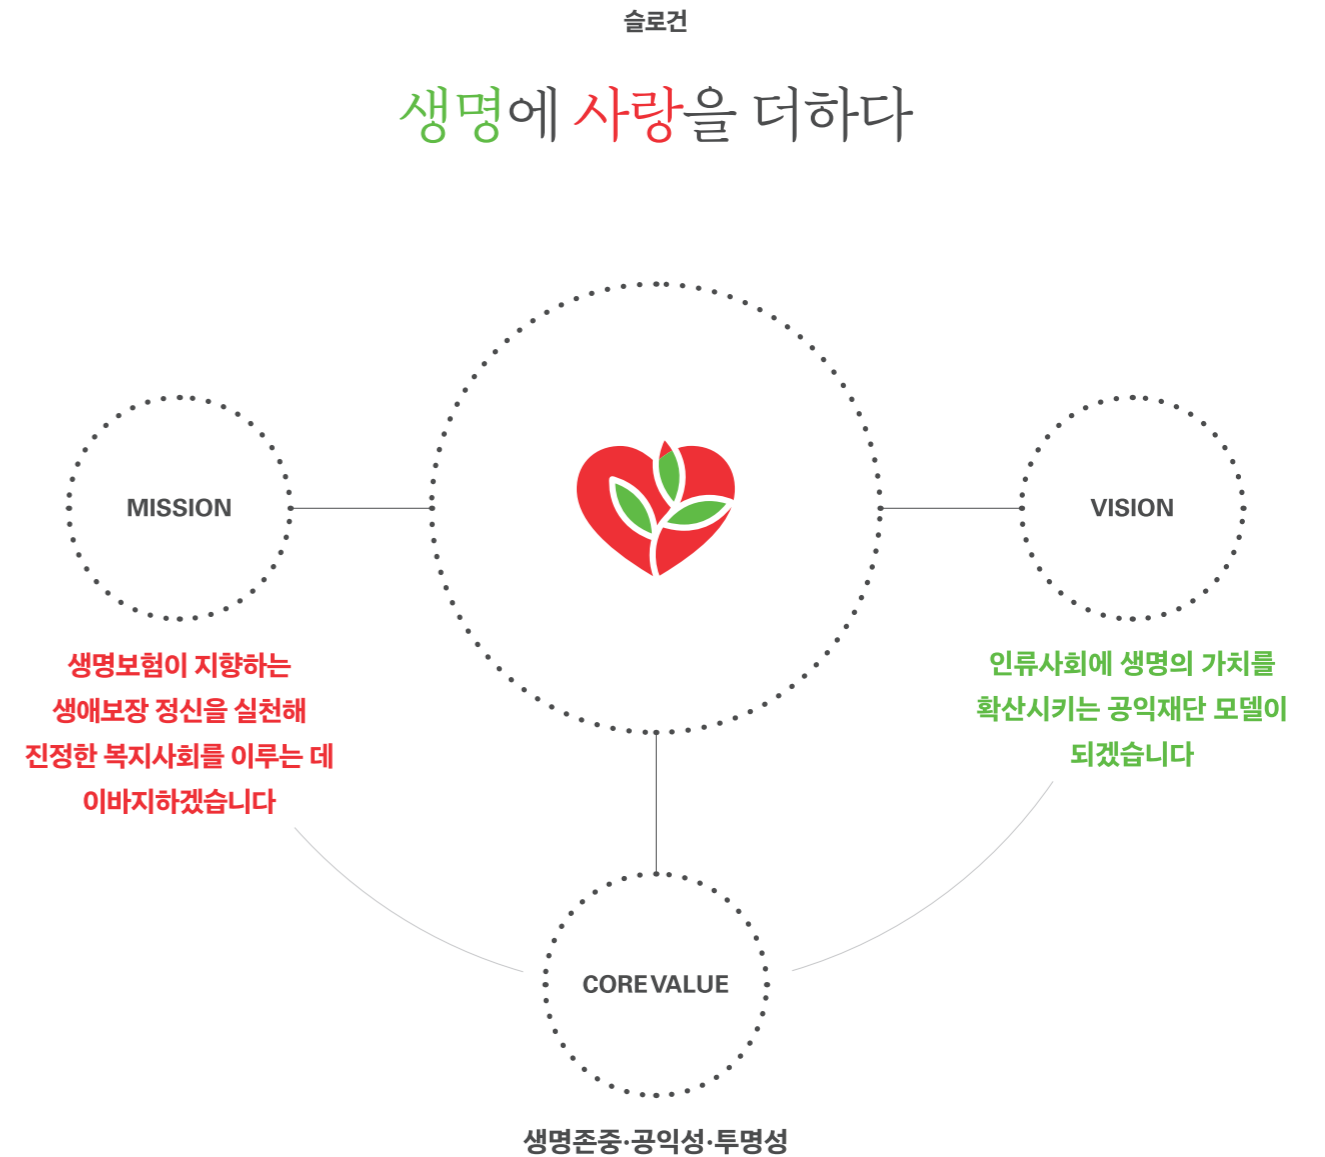 슬로건
생명에 사랑을 더하다
MISSION
생명보험이 지향하는
생애보장 정신을 실천해
진정한 복지사회를 이루는 데
이바지하겠습니다
VISION
인류사회에 생명의 가치를
확산시키는 공익재단 모델이
되겠습니다
CORE VALUE
생명존중·공익성·투명성